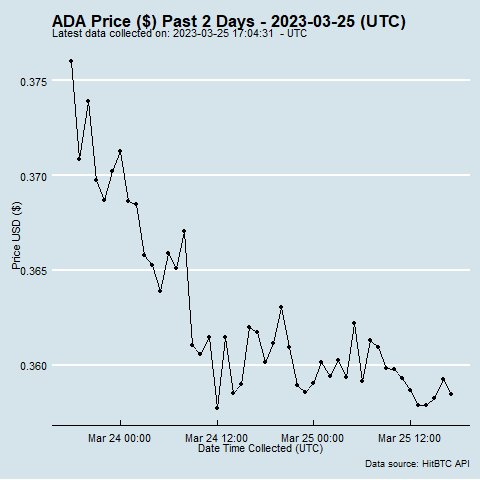 ADA Price ($) Past 2 Days - 2023-03-25 (UTC)
Latest data collected on: 2023-03-25 17:04:31 - UTC
0.375
0.370
0.365
0.360
Price USD ($)
Mar 24 00:00 Mar 24 12:00 Mar 25 00:00 Mar 25 12:00
Date Time Collected (UTC)
Data source: HitBTC API